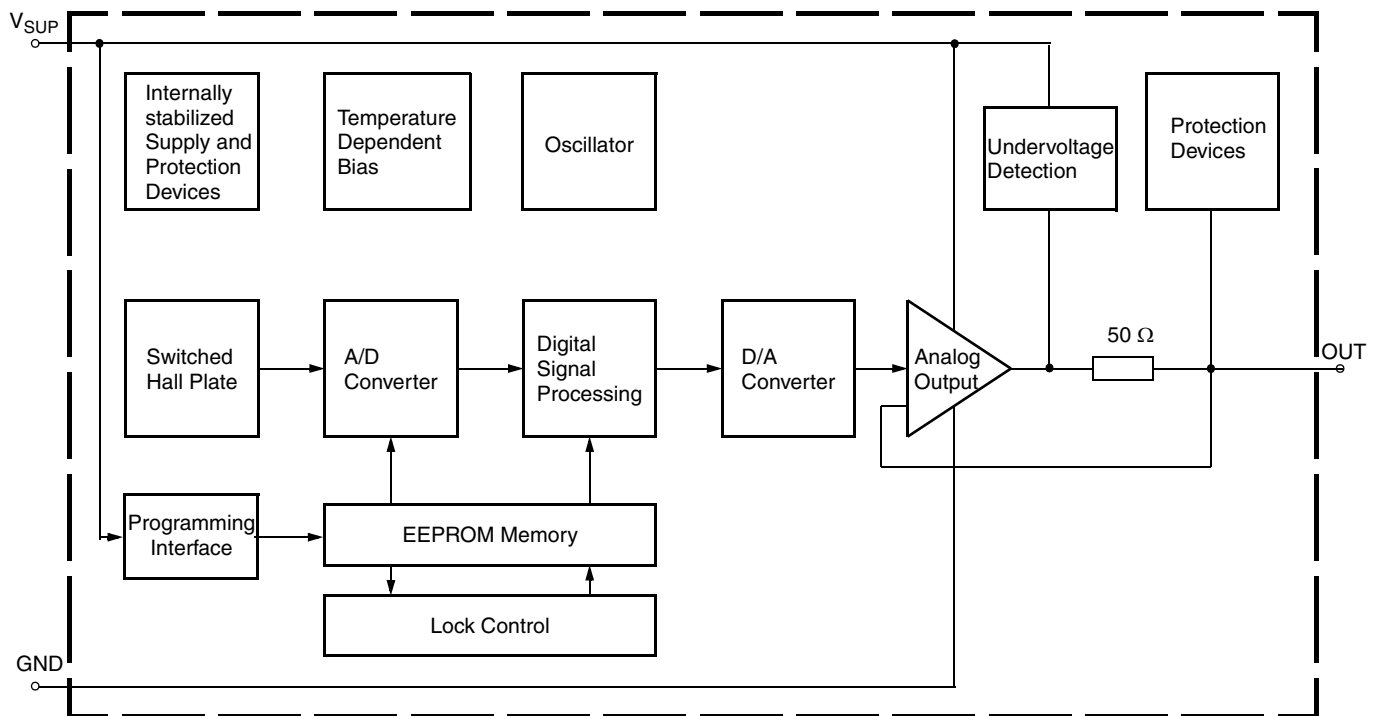 VSUP
Internally
stabilized
Supply and
Protection
Devices
Temperature
Dependent
Bias
Oscillator
Undervoltage
Detection
Protection
Devices
Switched
Hall Plate
A/D
Converter
Digital
Signal
Processing
D/A
Converter
Analog
Output
50 Ω
OUT
Programming
Interface
EEPROM Memory
Lock Control
GND